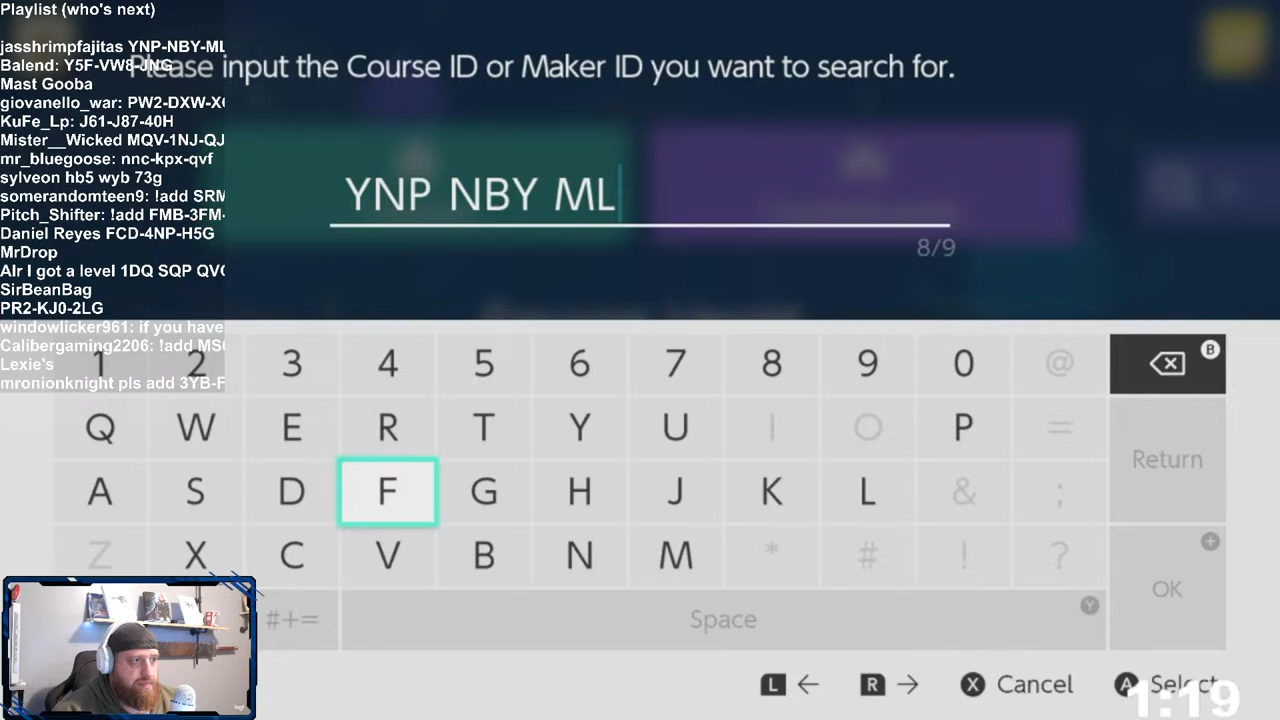 Playlist (who's next)
jasshrimpfajitas YNP-NBY-ML
Balend: Y5F-VW8-JNG
Mast Gooba
giovanello_war: PW2-DXW-X
KuFe_Lp: J61-J87-40H
Mister__Wicked MQV-1NJ-QJ
mr_bluegoose: nnc-kpx-qvf
sylveon hb5 wyb 73g
somerandomteen9: !add SRM
Pitch_Shifter: !add FMB-3FM-
Daniel Reyes FCD-4NP-H5G
MrDrop
Alr I got a level 1DQ SQP QV
SirBeanBag
PR2-KJ0-2LG
windowlicker961: if you have
Calibergaming2206: !add MS
Lexie's
mronionknight pls add 3YB-F
Please input the Course ID or Maker ID you want to search for.
YNP NBY ML
8/9
1 2 3 4 5 6 7 8 9 0 @ B
Q W E R T Y U I O P =
Return
A S D F G H J K L & ;
Z X C V B N M * # ! ?
OK
#+= Space Y
L ← R → X Cancel A Select
1:19